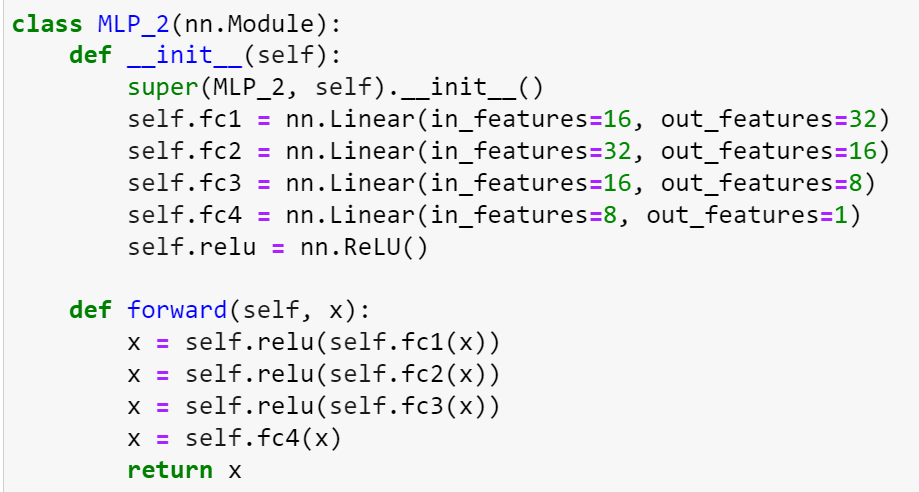 class MLP_2(nn.Module):
    def __init__(self):
        super(MLP_2, self).__init__()
        self.fc1 = nn.Linear(in_features=16, out_features=32)
        self.fc2 = nn.Linear(in_features=32, out_features=16)
        self.fc3 = nn.Linear(in_features=16, out_features=8)
        self.fc4 = nn.Linear(in_features=8, out_features=1)
        self.relu = nn.ReLU()

    def forward(self, x):
        x = self.relu(self.fc1(x))
        x = self.relu(self.fc2(x))
        x = self.relu(self.fc3(x))
        x = self.fc4(x)
        return x